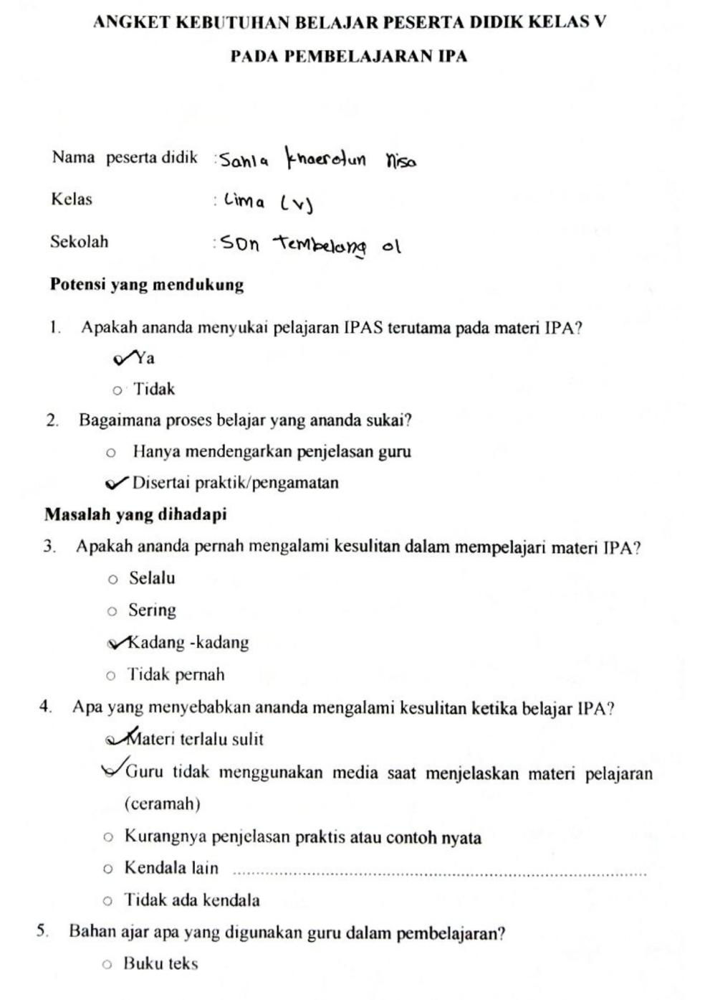 ANGKET KEBUTUHAN BELAJAR PESERTA DIDIK KELAS V
PADA PEMBELAJARAN IPA
Nama peserta didik : Sahla khaerotun nisa
Kelas : Lima (V)
Sekolah : SDn Tembelang 01
Potensi yang mendukung
1. Apakah ananda menyukai pelajaran IPAS terutama pada materi IPA?
Ya
Tidak
2. Bagaimana proses belajar yang ananda sukai?
Hanya mendengarkan penjelasan guru
Disertai praktik/pengamatan
Masalah yang dihadapi
3. Apakah ananda pernah mengalami kesulitan dalam mempelajari materi IPA?
Selalu
Sering
Kadang -kadang
Tidak pernah
4. Apa yang menyebabkan ananda mengalami kesulitan ketika belajar IPA?
Materi terlalu sulit
Guru tidak menggunakan media saat menjelaskan materi pelajaran
(ceramah)
Kurangnya penjelasan praktis atau contoh nyata
Kendala lain ..........................................................................................
Tidak ada kendala
5. Bahan ajar apa yang digunakan guru dalam pembelajaran?
Buku teks